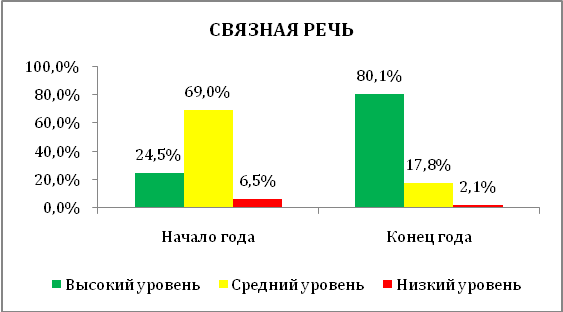 СВЯЗНАЯ РЕЧЬ
100,0%
80,0%
60,0%
40,0%
20,0%
0,0%
24,5%
69,0%
6,5%
80,1%
17,8%
2,1%
Начало года
Конец года
Высокий уровень
Средний уровень
Низкий уровень